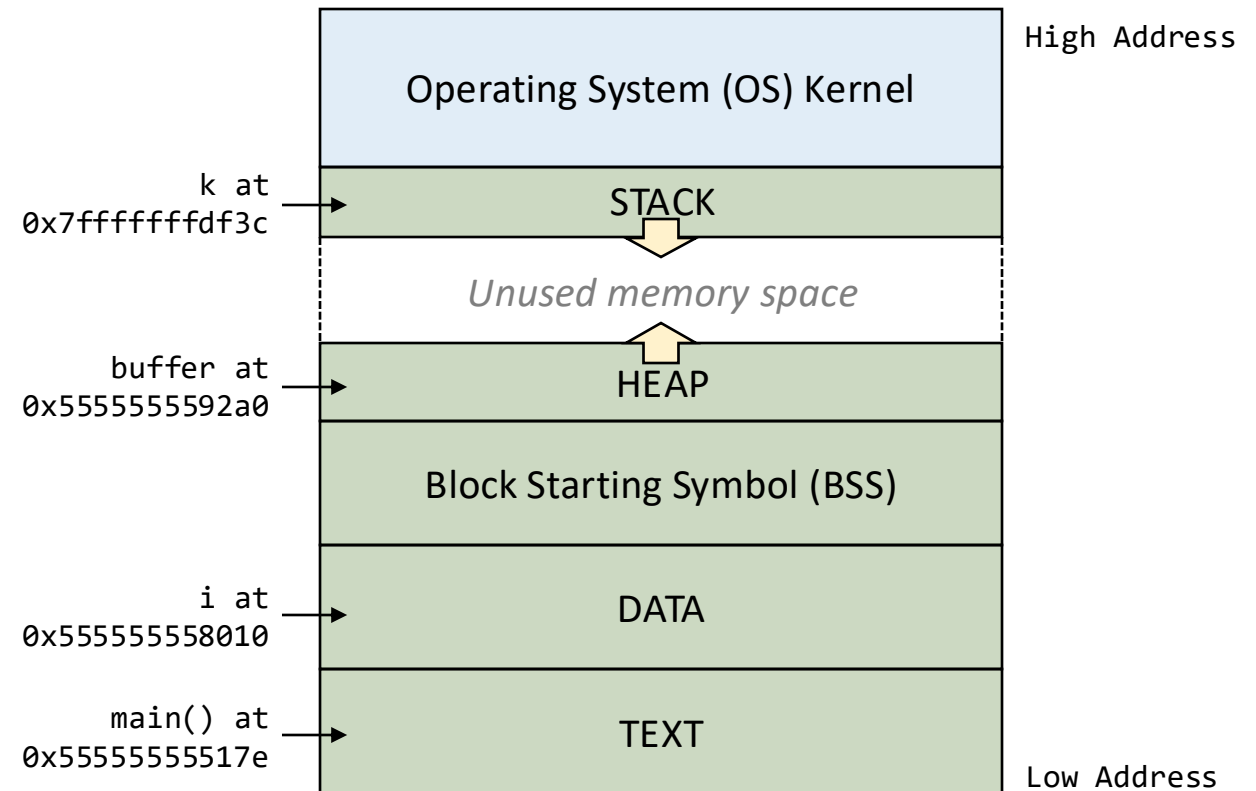 High Address
Operating System (OS) Kernel
k at
0x7fffffffdf3c
STACK
Unused memory space
buffer at
0x5555555592a0
HEAP
Block Starting Symbol (BSS)
i at
0x555555558010
DATA
main() at
0x55555555517e
TEXT
Low Address